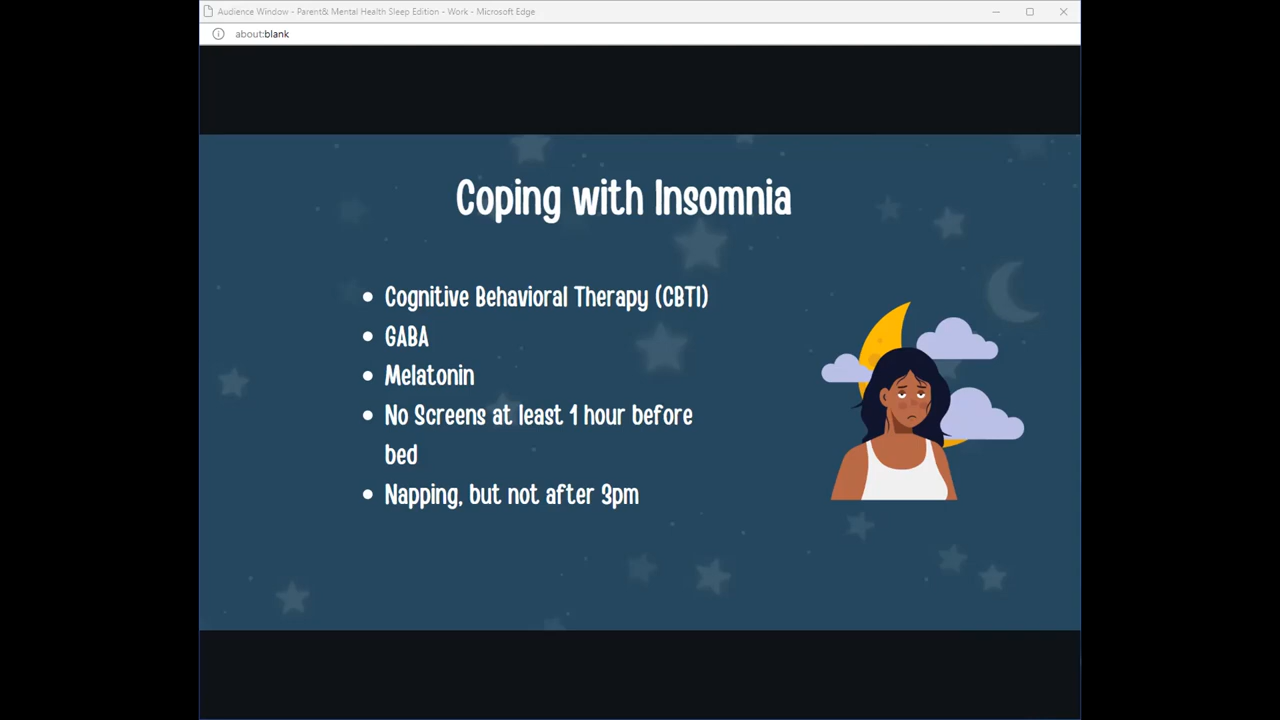 Audience Window - Parent& Mental Health Sleep Edition - Work - Microsoft Edge
about:blank
Coping with Insomnia
• Cognitive Behavioral Therapy (CBTI)
• GABA
• Melatonin
• No Screens at least 1 hour before
bed
• Napping, but not after 3pm